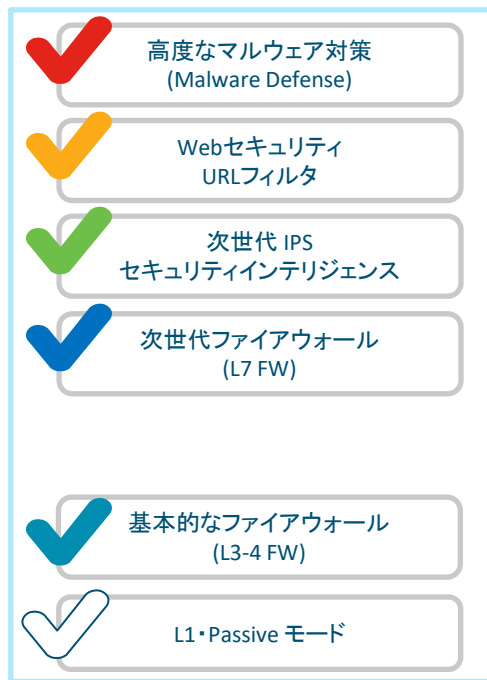 高度なマルウェア対策
(Malware Defense)
Webセキュリティ
URLフィルタ
次世代 IPS
セキュリティインテリジェンス
次世代ファイアウォール
(L7 FW)
基本的なファイアウォール
(L3-4 FW)
L1・Passive モード